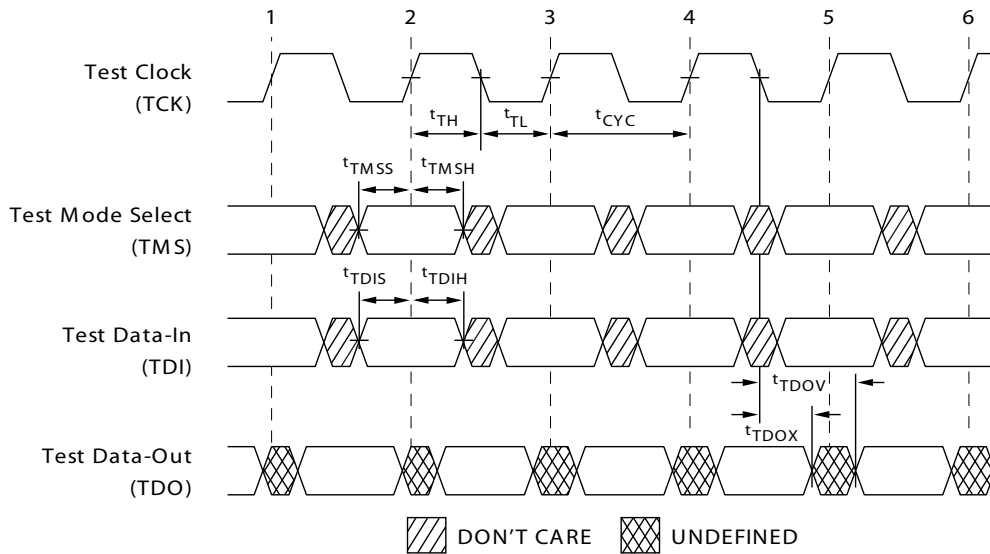 1 2 3 4 5 6
Test Clock
(TCK)
tTH tTL tCYC
tTMSS tTMSH
Test Mode Select
(TMS)
tTDIS tTDIH
Test Data-In
(TDI)
tTDOV
tTDOX
Test Data-Out
(TDO)
DON'T CARE UNDEFINED